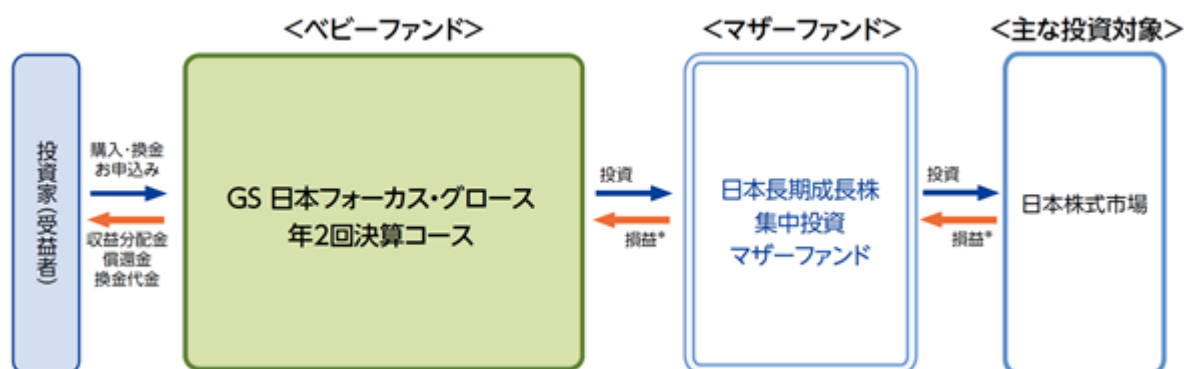 <ベビーファンド>
<マザーファンド>
<主な投資対象>
投資家(受益者)
購入・換金
お申込み
収益分配金
償還金
換金代金
GS 日本フォーカス・グロース
年2回決算コース
投資
損益*
日本長期成長株
集中投資
マザーファンド
投資
損益*
日本株式市場